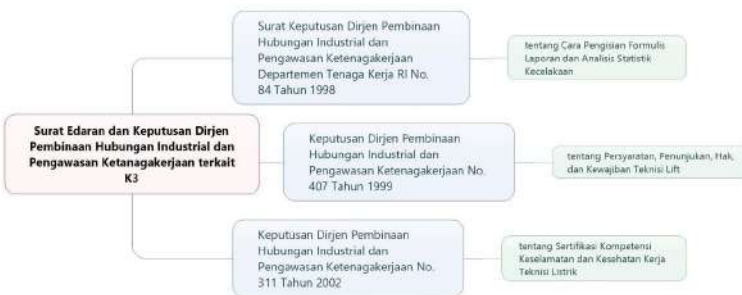 Surat Keputusan Dirjen Pembinaan
Hubungan Industrial dan
Pengawasan Ketenagakerjaan
Departemen Tenaga Kerja RI No.
84 Tahun 1998
tentang Cara Pengisian Formulis
Laporan dan Analisis Statistik
Kecelakaan
Surat Edaran dan Keputusan Dirjen
Pembinaan Hubungan Industrial dan
Pengawasan Ketanagakerjaan terkait
K3
Keputusan Dirjen Pembinaan
Hubungan Industrial dan
Pengawasan Ketenagakerjaan No.
407 Tahun 1999
tentang Persyaratan, Penunjukan, Hak,
dan Kewajiban Teknisi Lift
Keputusan Dirjen Pembinaan
Hubungan Industrial dan
Pengawasan Ketenagakerjaan No.
311 Tahun 2002
tentang Sertifikasi Kompetensi
Keselamatan dan Kesehatan Kerja
Teknisi Listrik